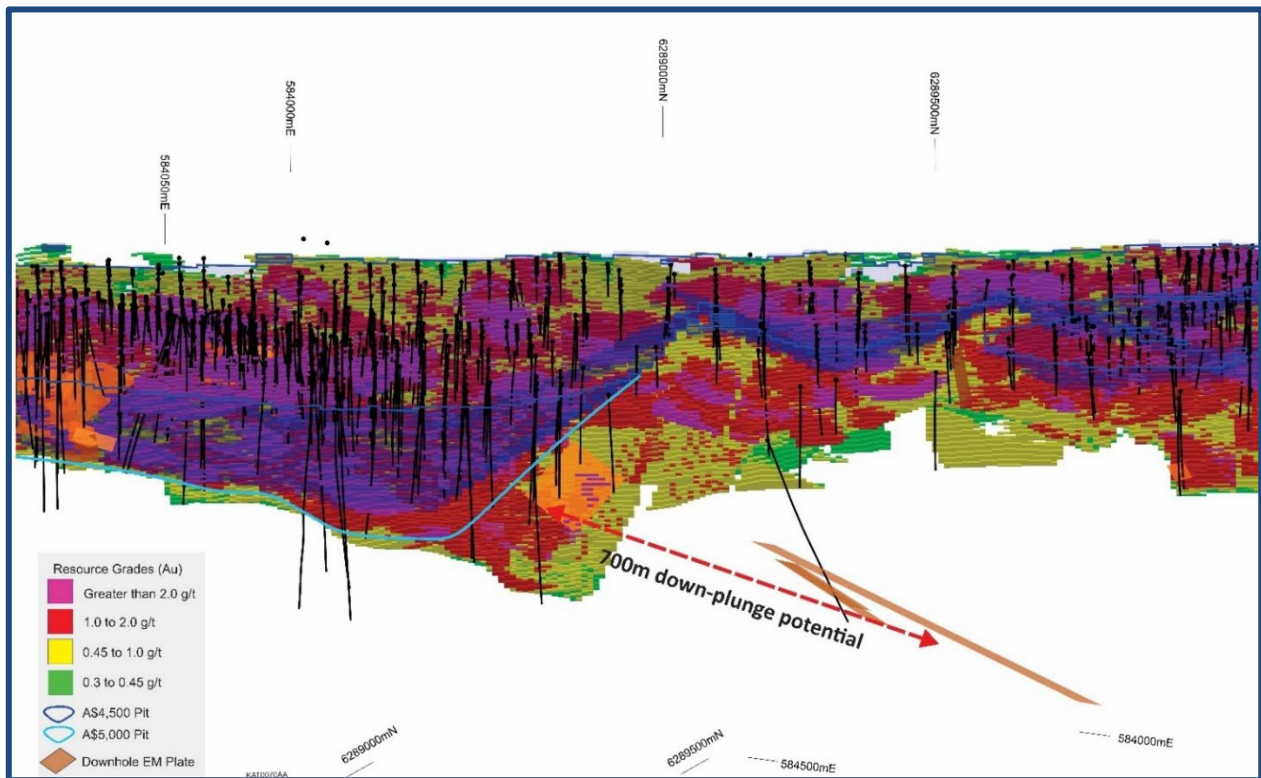 6289000mN
6289500mN
584000mE
584050mE
700m down-plunge potential
Resource Grades (Au)
Greater than 2.0 g/t
1.0 to 2.0 g/t
0.45 to 1.0 g/t
0.3 to 0.45 g/t
A$4,500 Pit
A$5,000 Pit
Downhole EM Plate
KAT0070AA
6289000mN
6289500mN
584500mE
584000mE